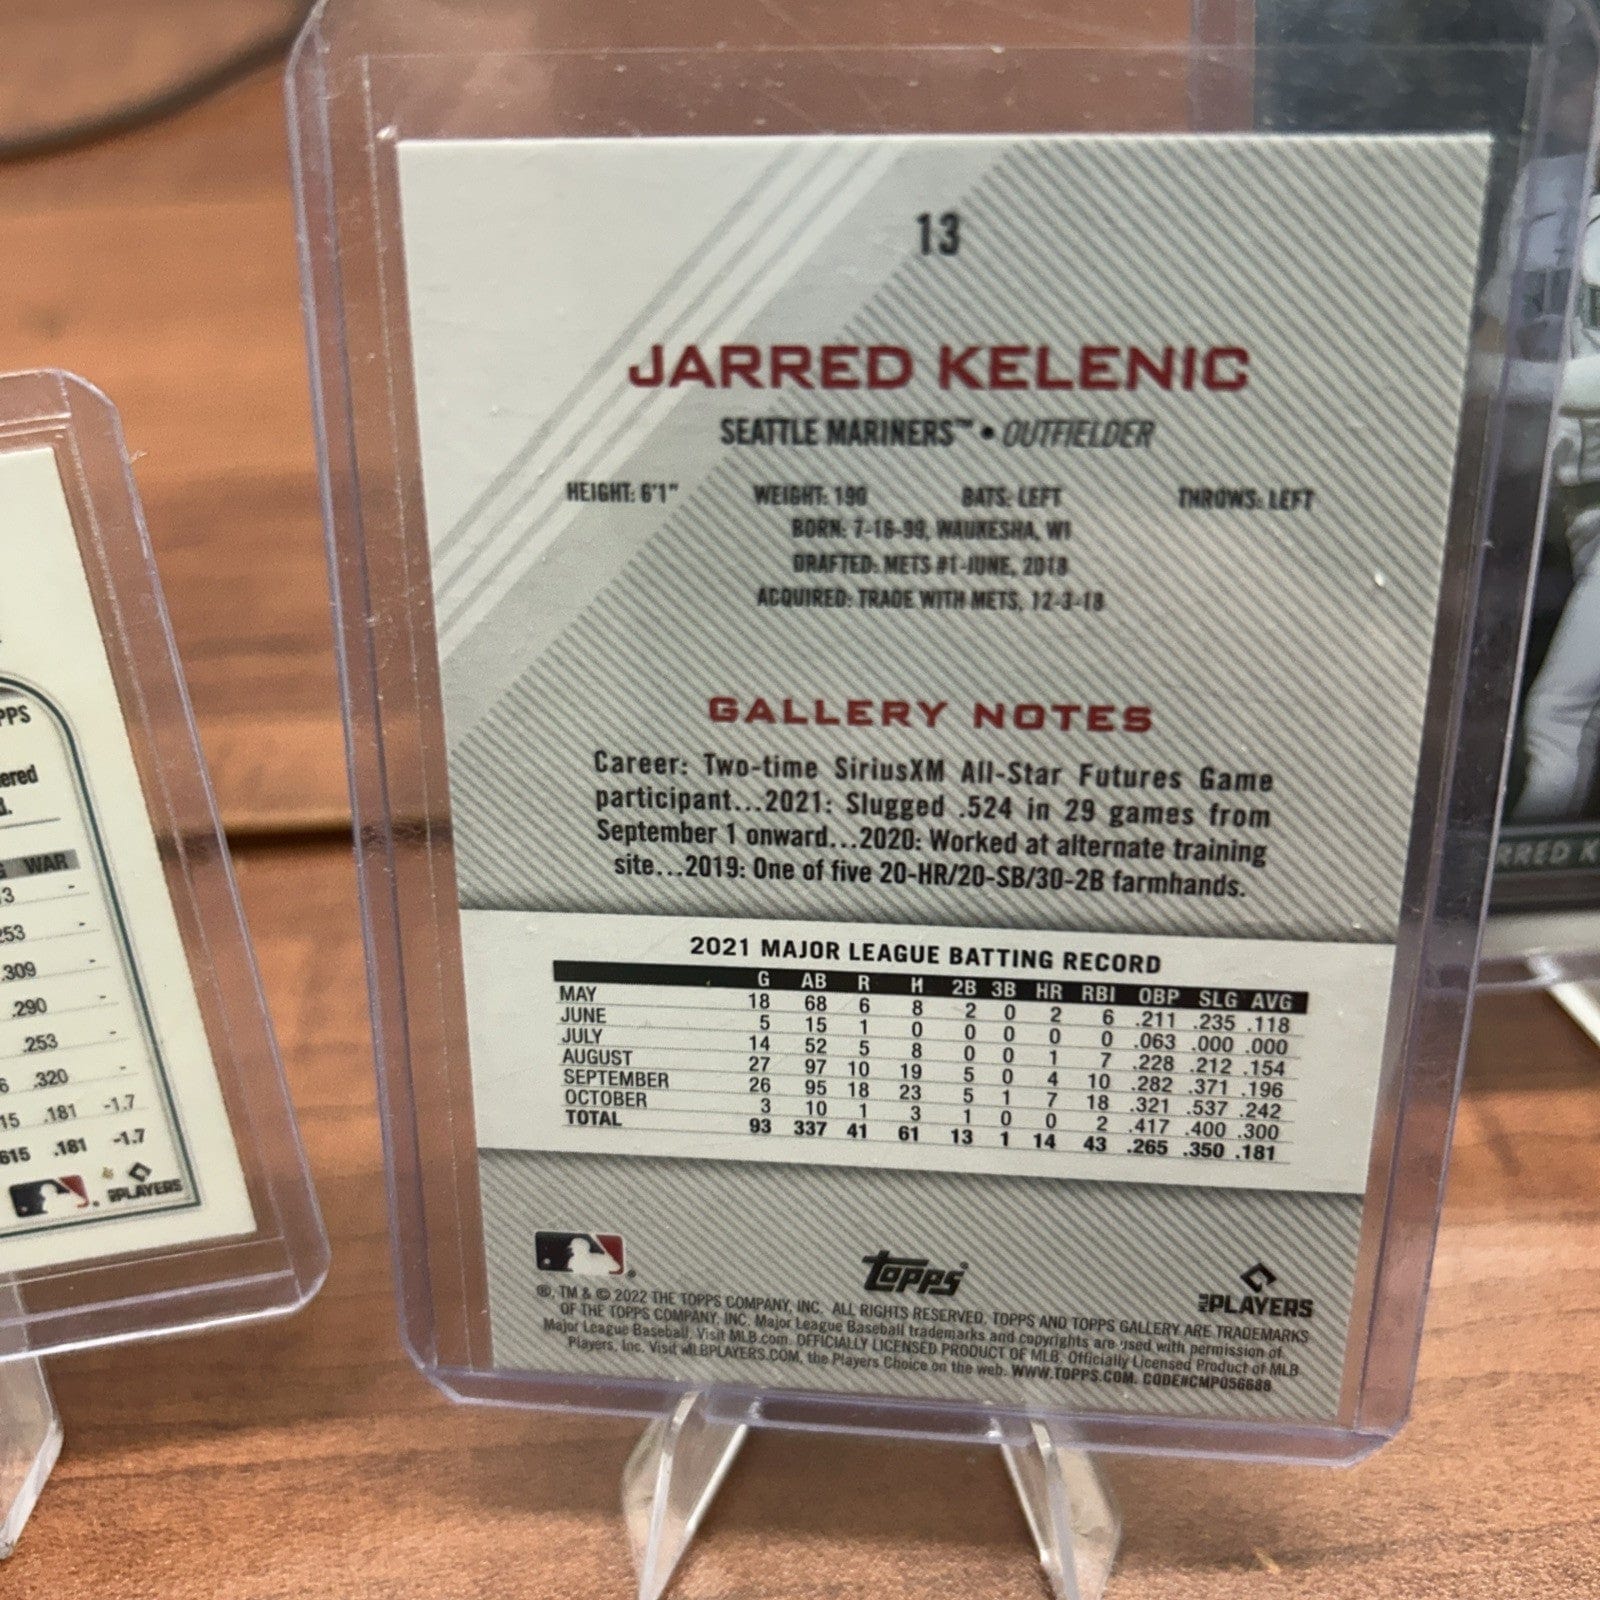 13
JARRED KELENIC
SEATTLE MARINERS™ • OUTFIELDER
HEIGHT: 6'1" WEIGHT: 190 BATS: LEFT THROWS: LEFT
BORN: 7-16-99, WAUKESHA, WI
DRAFTED: METS #1-JUNE, 2018
ACQUIRED: TRADE WITH METS, 12-3-18
GALLERY NOTES
Career: Two-time SiriusXM All-Star Futures Game
participant...2021: Slugged .524 in 29 games from
September 1 onward...2020: Worked at alternate training
site...2019: One of five 20-HR/20-SB/30-2B farmhands.
2021 MAJOR LEAGUE BATTING RECORD
G AB R H 2B 3B HR RBI OBP SLG AVG
MAY 18 68 6 8 2 0 2 6 .211 .235 .118
JUNE 5 15 1 0 0 0 0 0 .063 .000 .000
JULY 14 52 5 8 0 0 1 7 .228 .212 .154
AUGUST 27 97 10 19 5 0 4 10 .282 .371 .196
SEPTEMBER 26 95 18 23 5 1 7 18 .321 .537 .242
OCTOBER 3 10 1 3 1 0 0 2 .417 .400 .300
TOTAL 93 337 41 61 13 1 14 43 .265 .350 .181
topps
MLB PLAYERS
®, TM & © 2022 THE TOPPS COMPANY, INC. ALL RIGHTS RESERVED. TOPPS AND TOPPS GALLERY ARE TRADEMARKS
OF THE TOPPS COMPANY, INC. Major League Baseball trademarks and copyrights are used with permission of
Major League Baseball. Visit MLB.com. OFFICIALLY LICENSED PRODUCT OF MLB. Officially Licensed Product of MLB
Players, Inc. Visit MLBPLAYERS.COM, the Players Choice on the web. WWW.TOPPS.COM. CODE#CMP056688
PPS
ered
d.
G WAR
13 -
253 -
.309 -
.290 -
.253 -
6 .320 -
15 .181 -1.7
615 .181 -1.7
MLB PLAYERS
RRED K